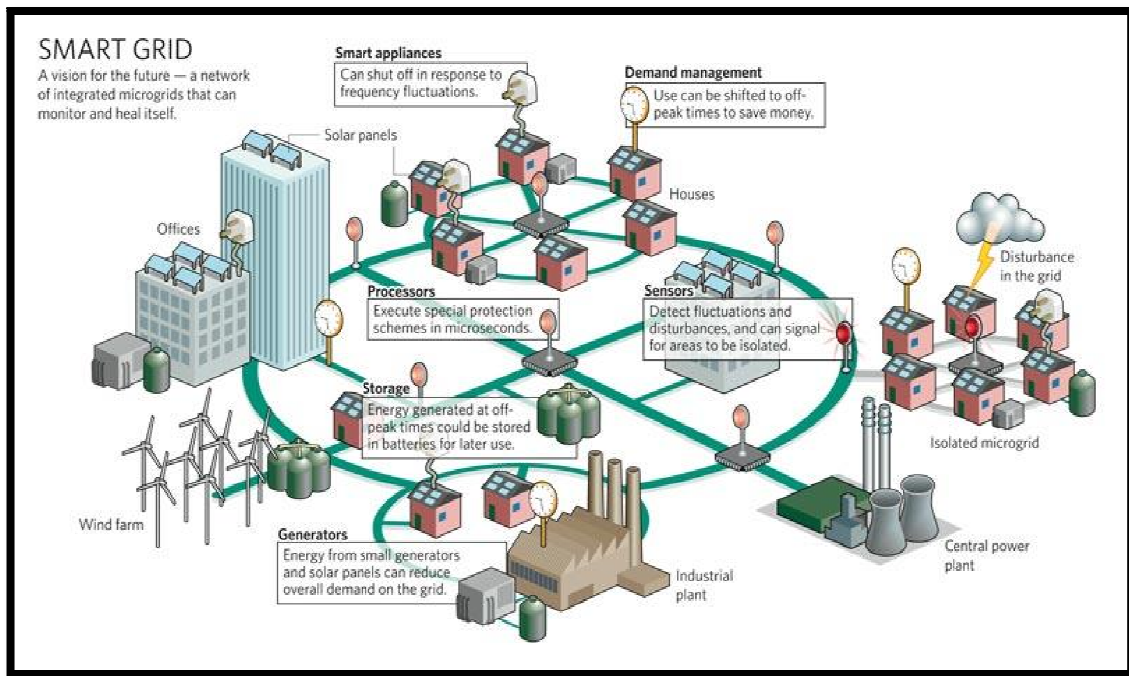 SMART GRID
A vision for the future — a network
of integrated microgrids that can
monitor and heal itself.
Smart appliances
Can shut off in response to
frequency fluctuations.
Demand management
Use can be shifted to off-
peak times to save money.
Solar panels
Houses
Offices
Disturbance
in the grid
Processors
Execute special protection
schemes in microseconds.
Sensors
Detect fluctuations and
disturbances, and can signal
for areas to be isolated.
Storage
Energy generated at off-
peak times could be stored
in batteries for later use.
Isolated microgrid
Wind farm
Generators
Energy from small generators
and solar panels can reduce
overall demand on the grid.
Central power
plant
Industrial
plant